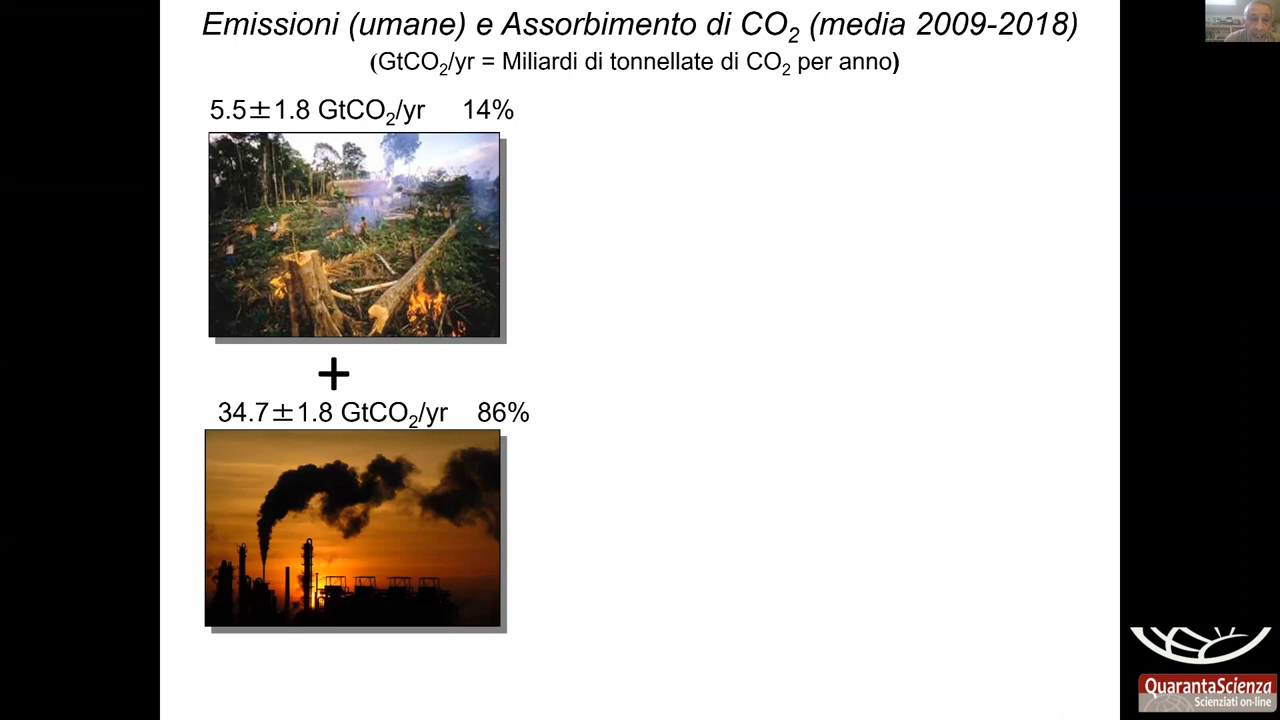 Emissioni (umane) e Assorbimento di CO₂ (media 2009-2018)
(GtCO₂/yr = Miliardi di tonnellate di CO₂ per anno)
5.5±1.8 GtCO₂/yr 14%
+
34.7±1.8 GtCO₂/yr 86%
QuarantaScienza
Scienziati on-line